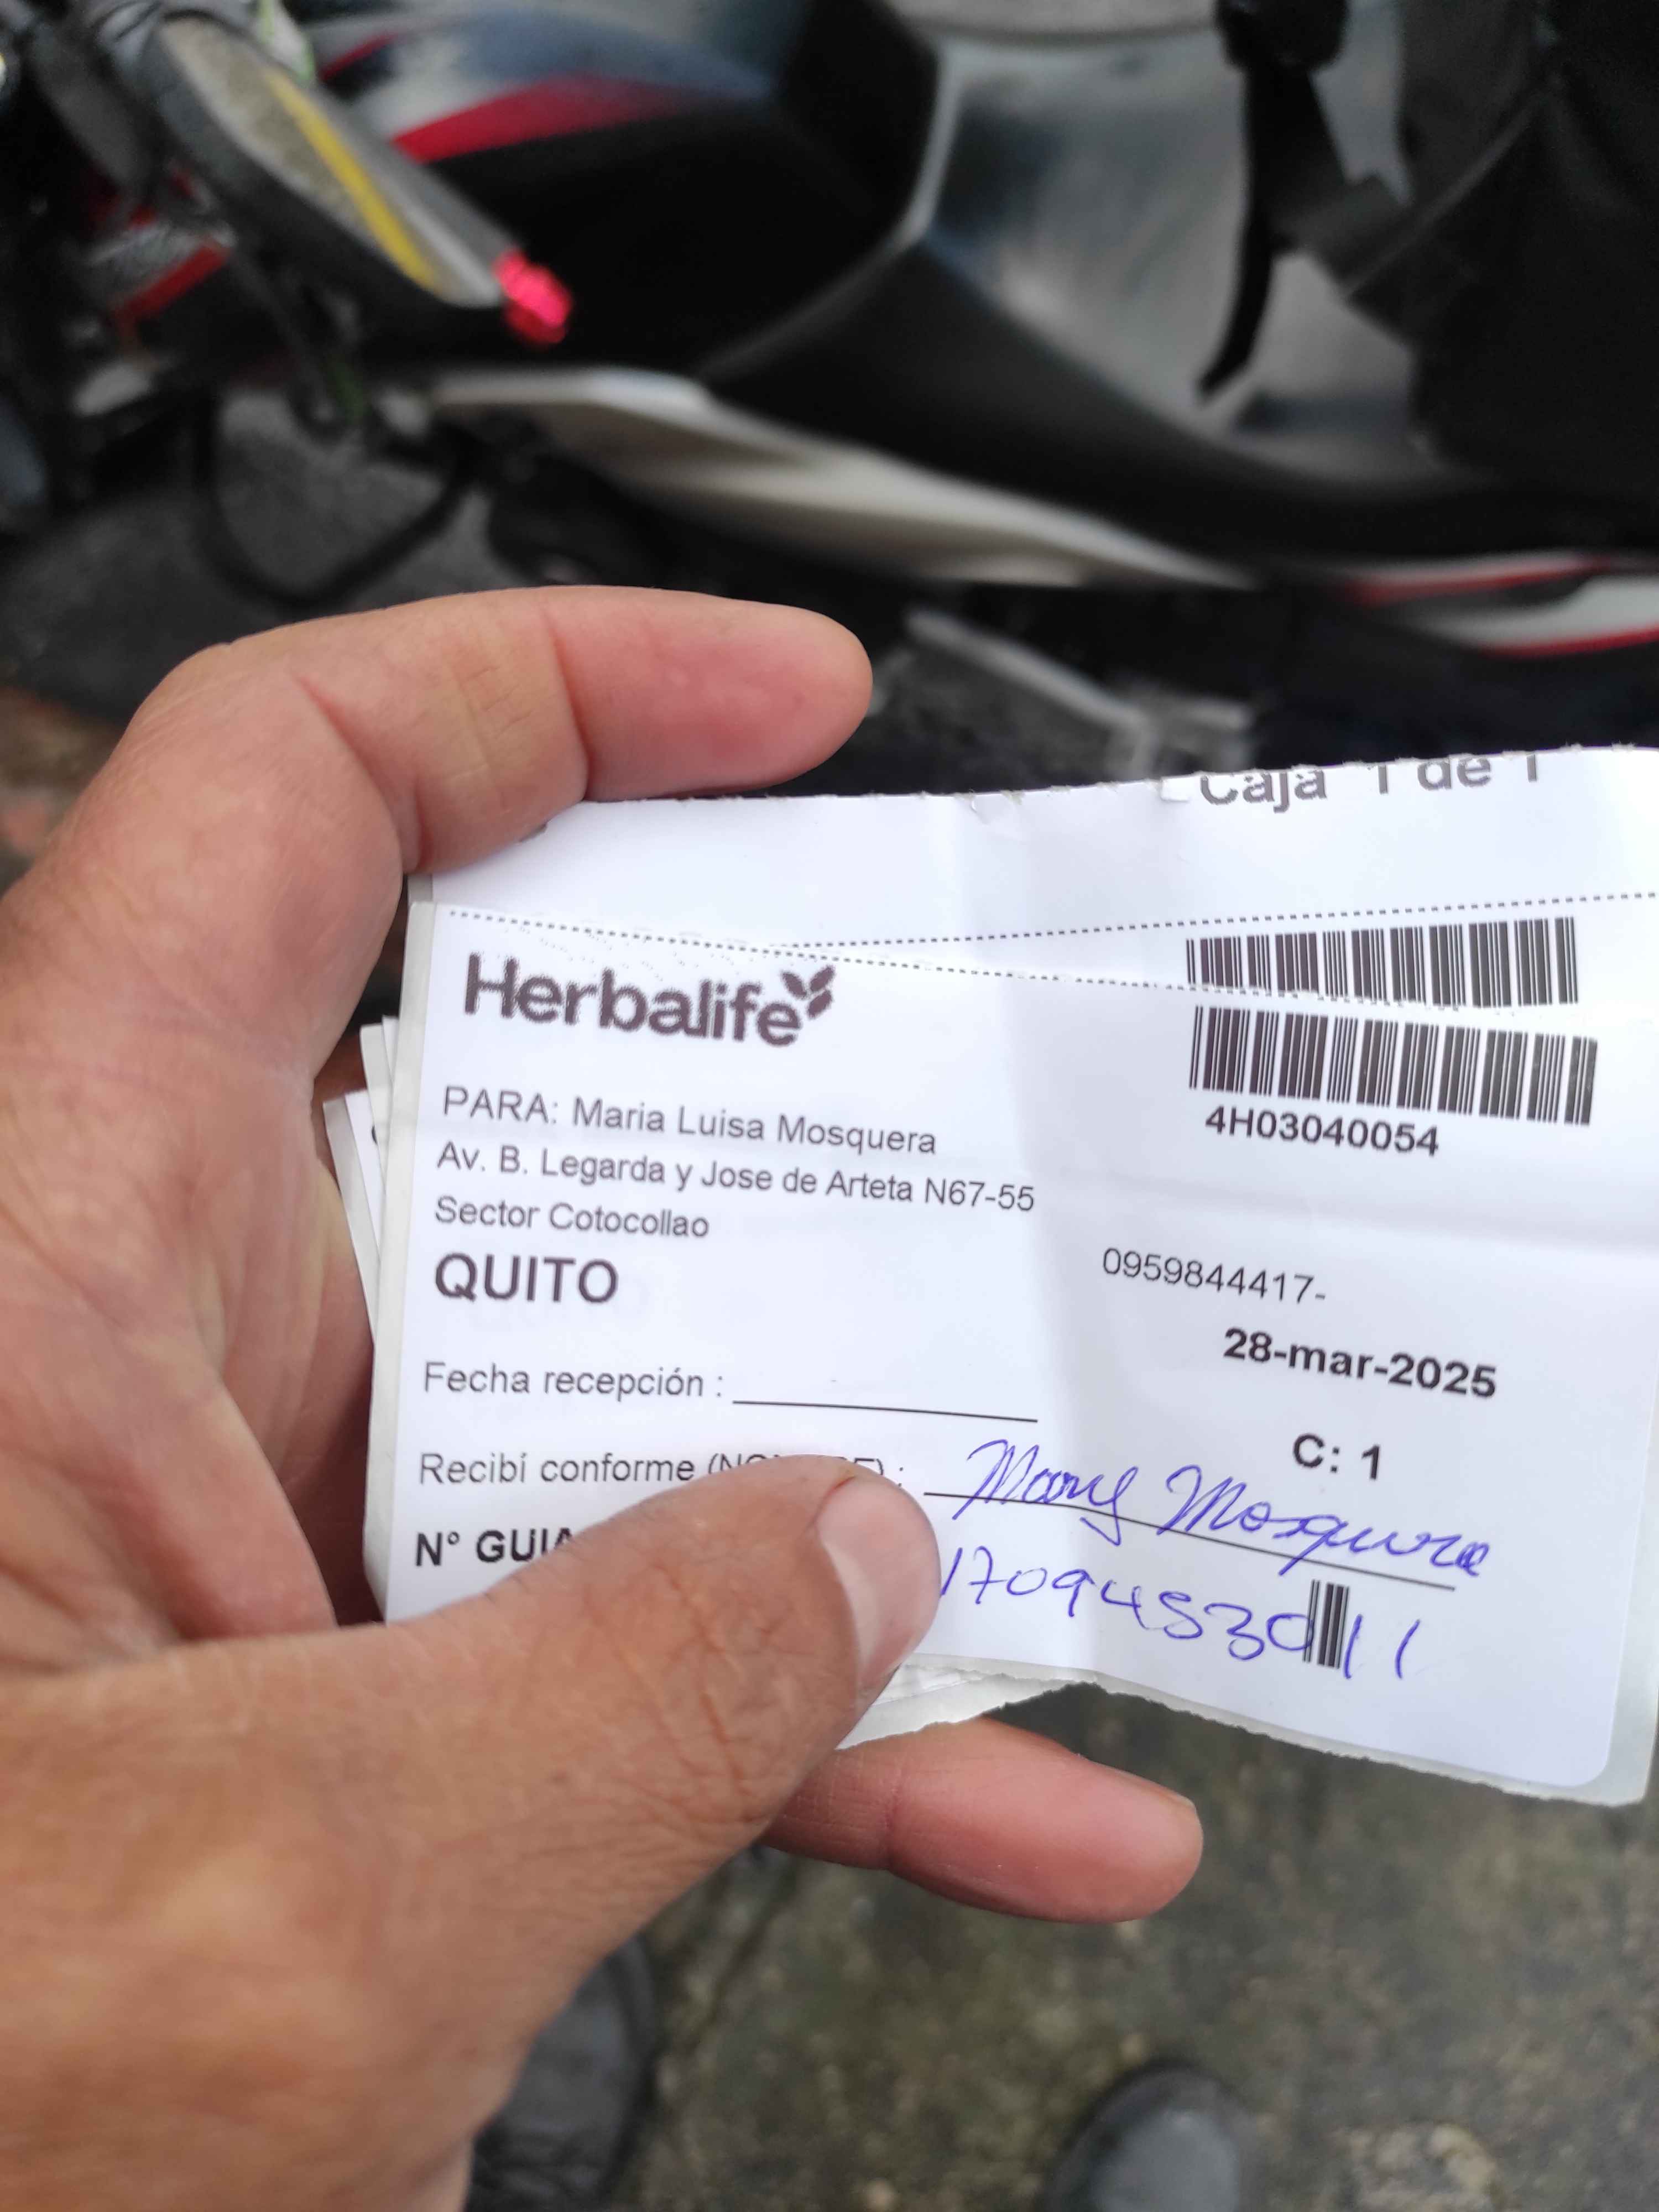 Caja 1 de 1
Herbalife
4H03040054
PARA: Maria Luisa Mosquera
Av. B. Legarda y Jose de Arteta N67-55
Sector Cotocollao
QUITO
0959844417-
28-mar-2025
Fecha recepción :
C: 1
Recibí conforme
Mary Mosquera
N° GUIA